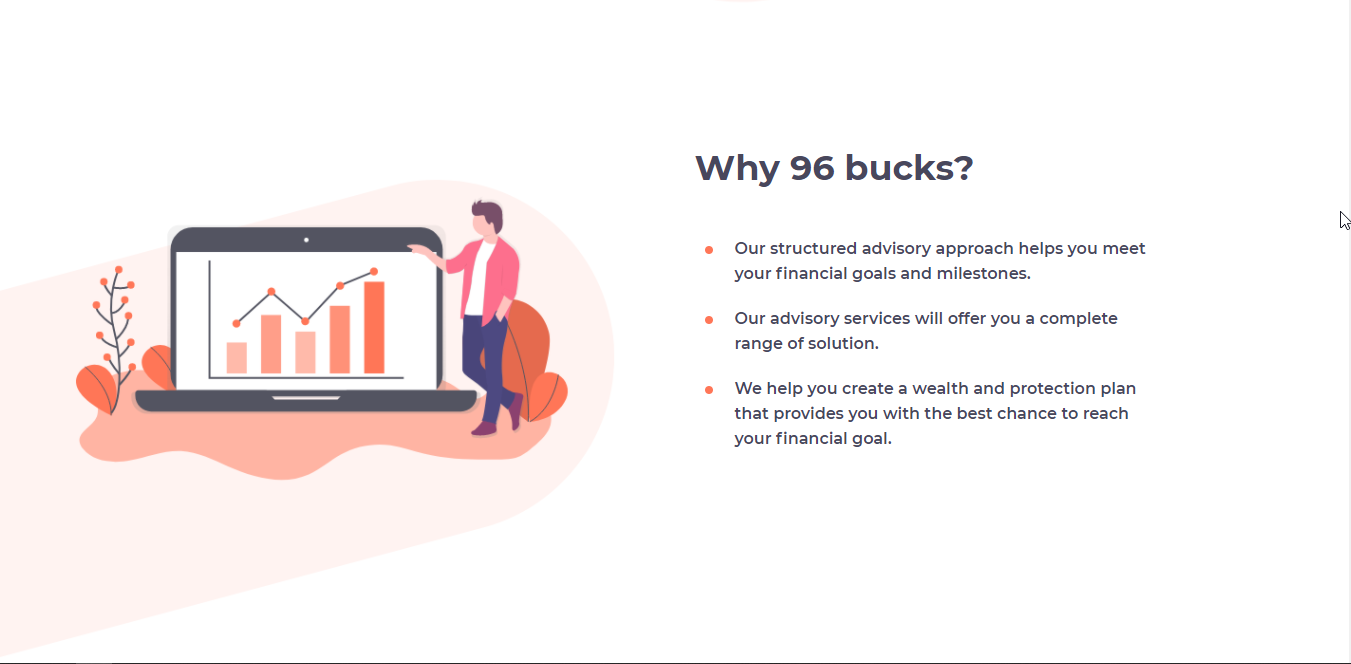 Why 96 bucks?
Our structured advisory approach helps you meet
your financial goals and milestones.
Our advisory services will offer you a complete
range of solution.
We help you create a wealth and protection plan
that provides you with the best chance to reach
your financial goal.